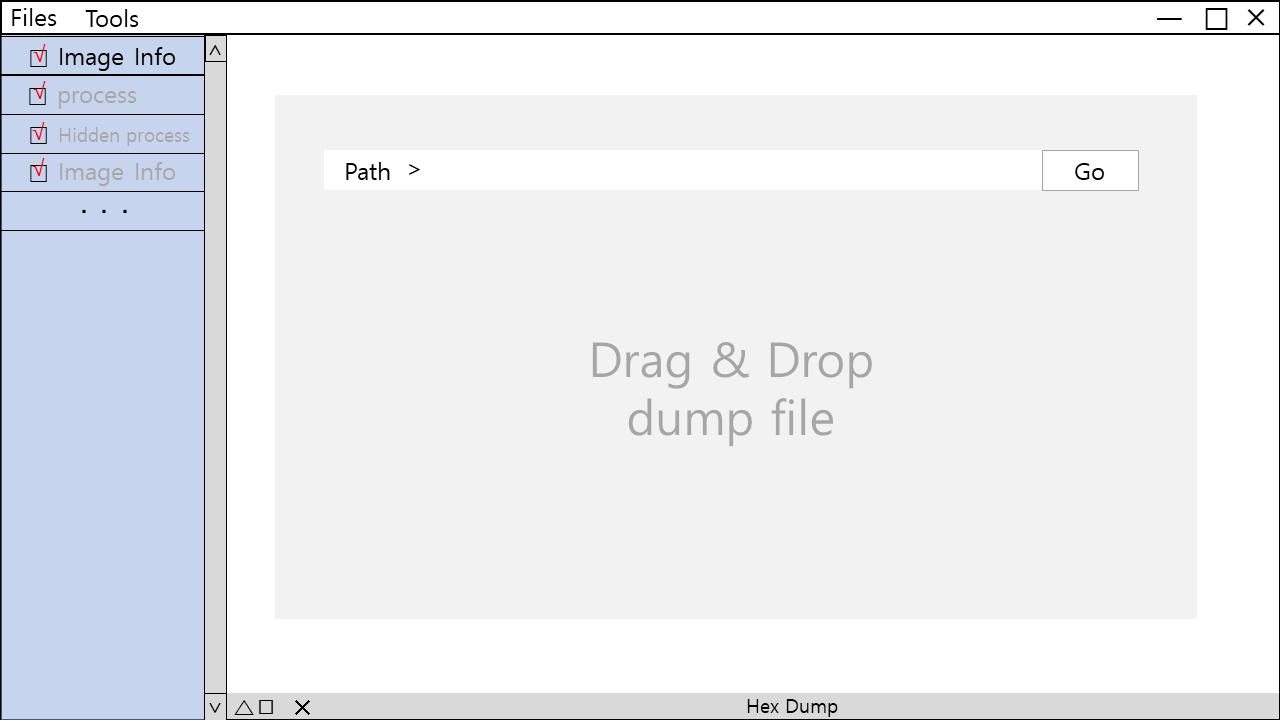 Files Tools
Image Info
process
Hidden process
Image Info
. . .
Path >
Go
Drag & Drop
dump file
Hex Dump